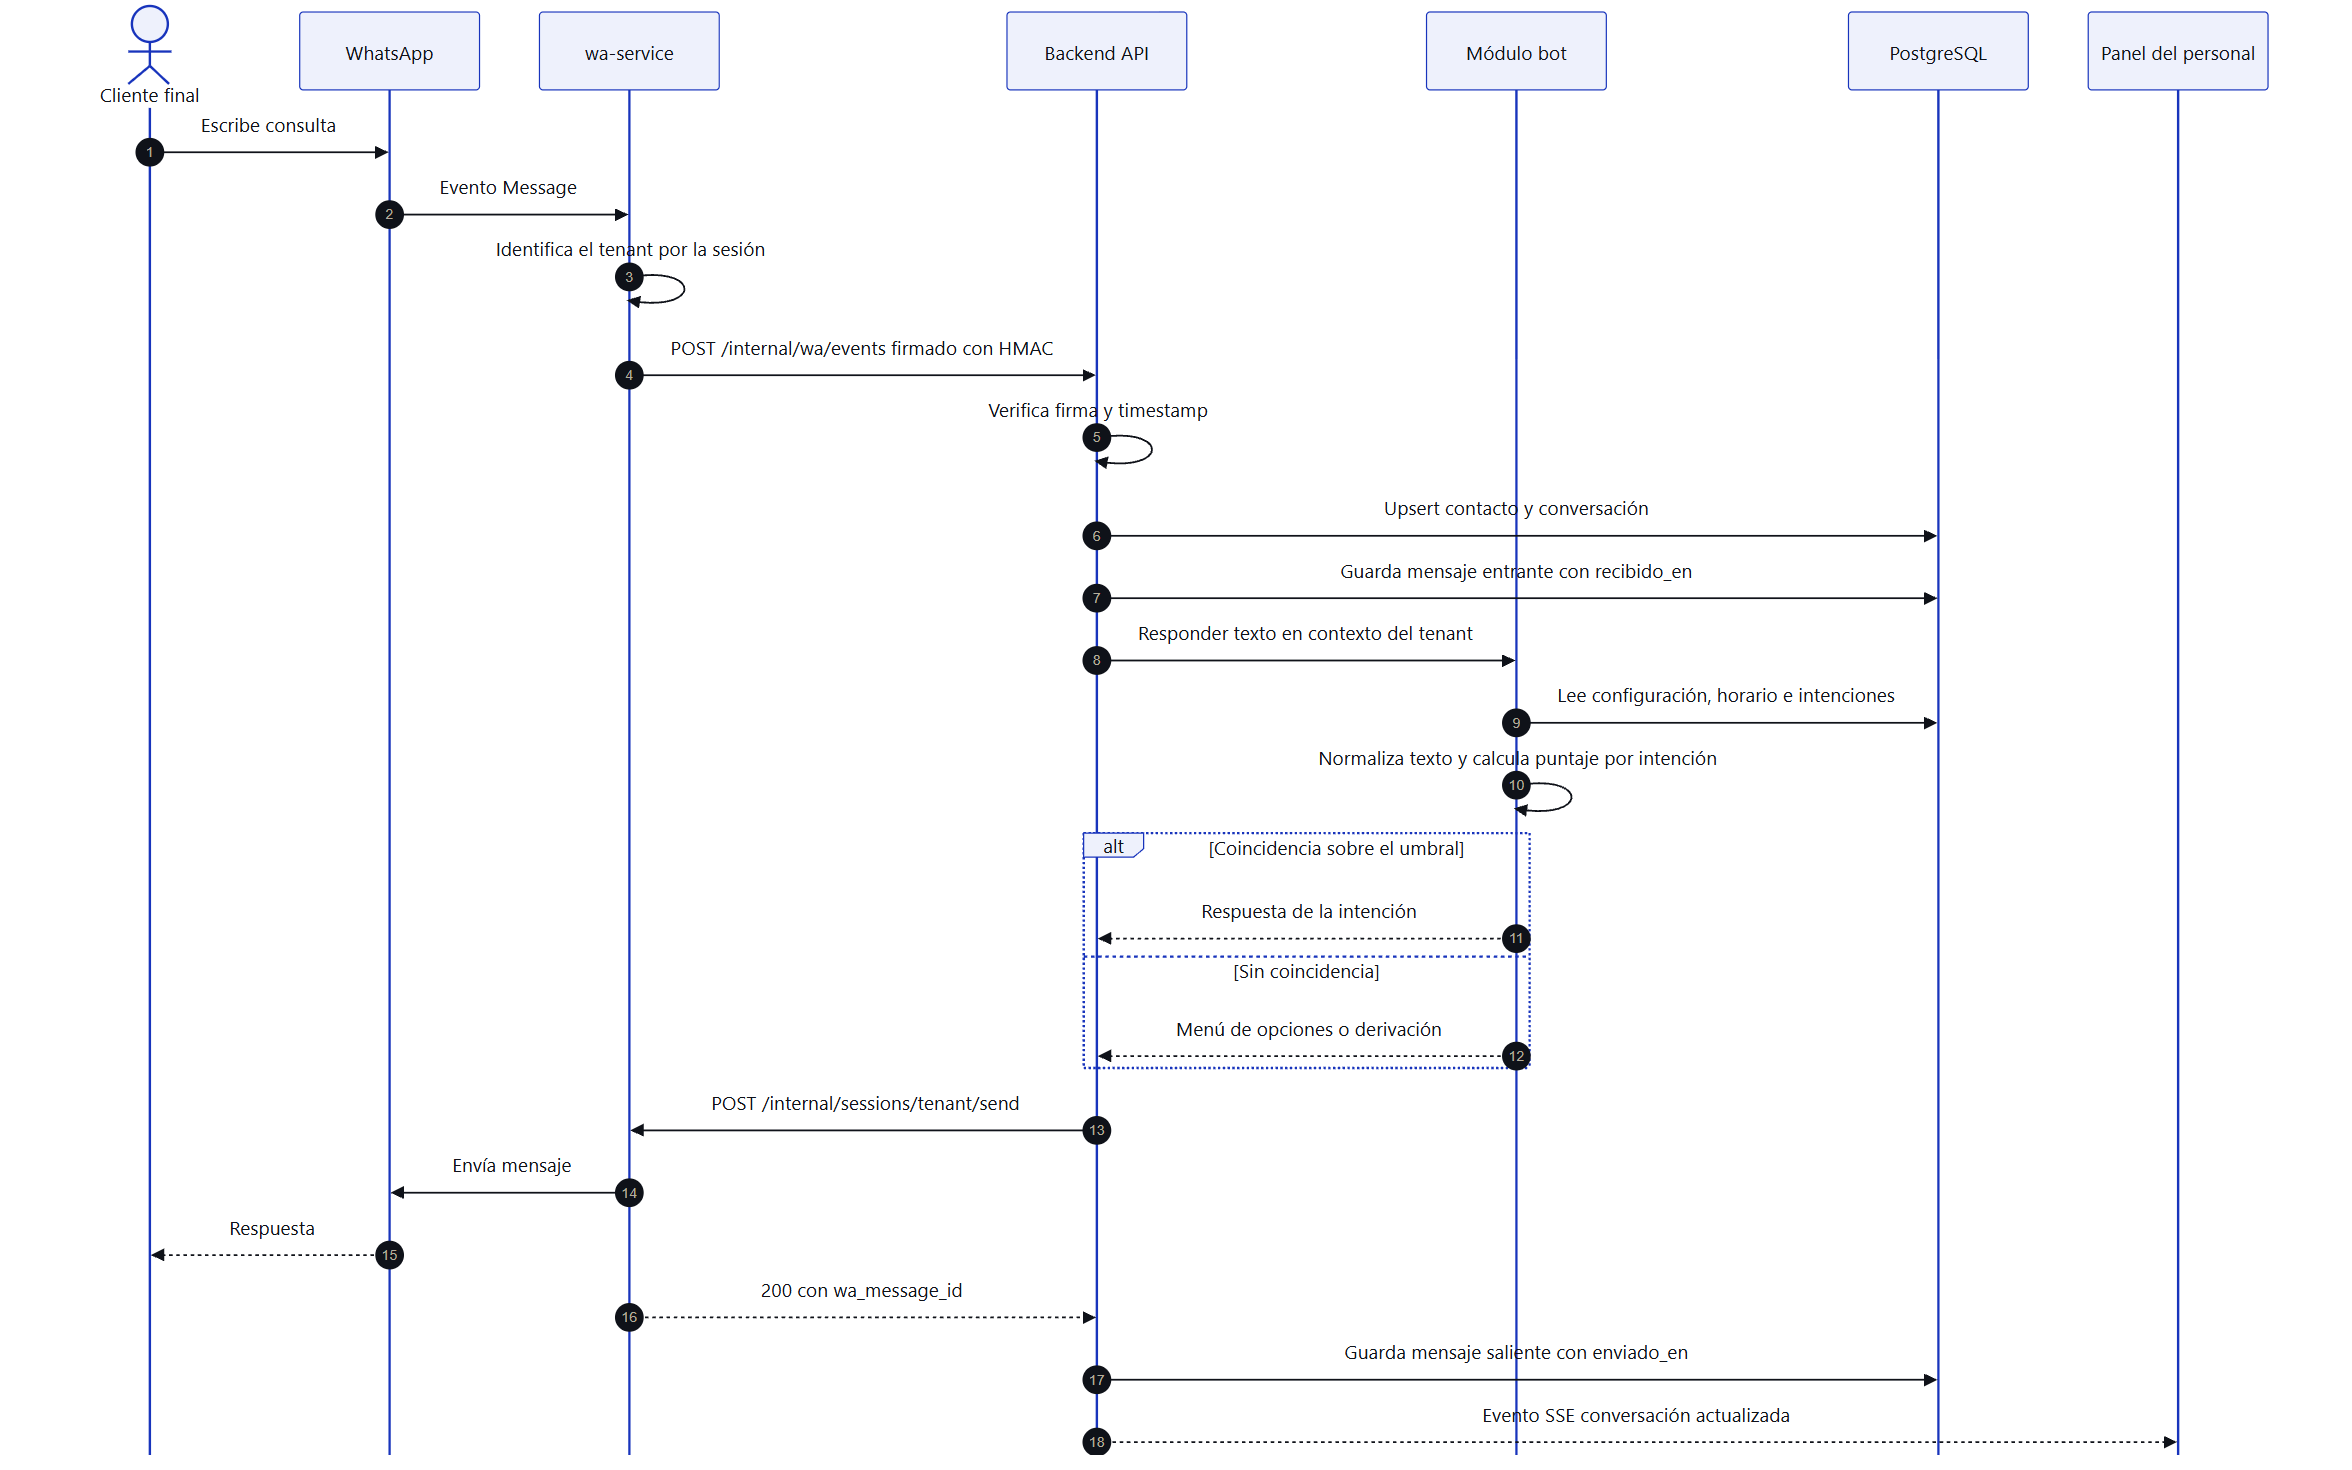 Cliente final
WhatsApp
wa-service
Backend API
Módulo bot
PostgreSQL
Panel del personal
Escribe consulta
1
Evento Message
2
Identifica el tenant por la sesión
3
POST /internal/wa/events firmado con HMAC
4
Verifica firma y timestamp
5
Upsert contacto y conversación
6
Guarda mensaje entrante con recibido_en
7
Responder texto en contexto del tenant
8
Lee configuración, horario e intenciones
9
Normaliza texto y calcula puntaje por intención
10
alt
[Coincidencia sobre el umbral]
Respuesta de la intención
11
[Sin coincidencia]
Menú de opciones o derivación
12
POST /internal/sessions/tenant/send
13
Envía mensaje
14
Respuesta
15
200 con wa_message_id
16
Guarda mensaje saliente con enviado_en
17
Evento SSE conversación actualizada
18